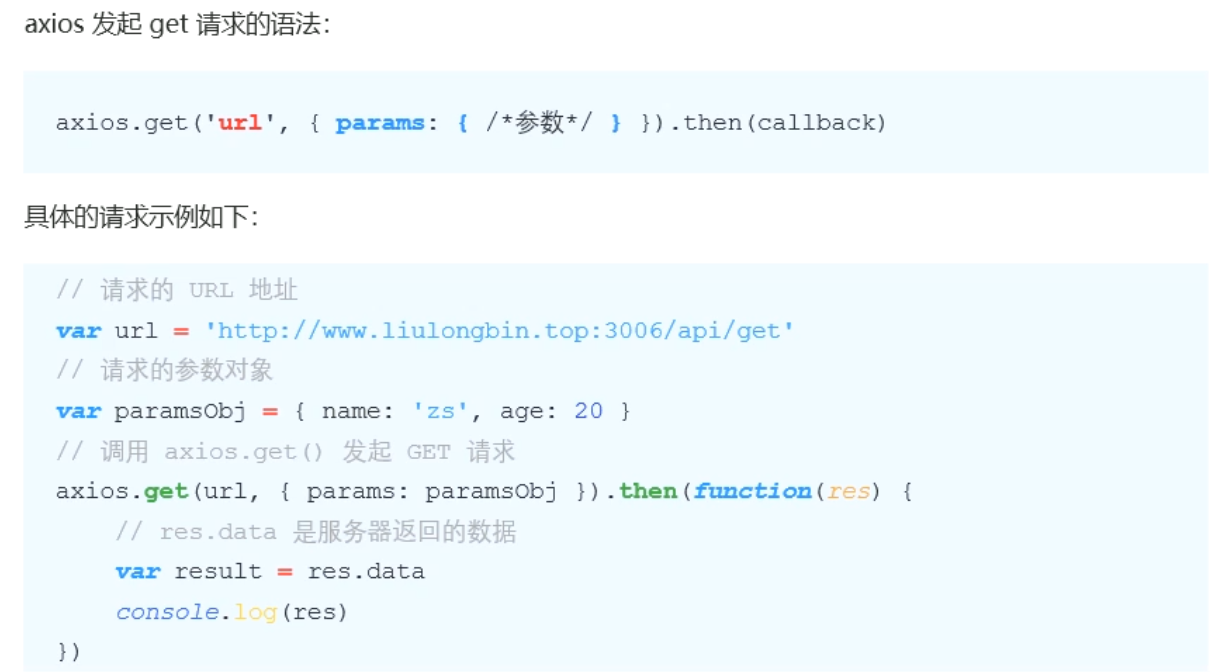 axios 发起 get 请求的语法：
axios.get('url', { params: { /*参数*/ } }).then(callback)
具体的请求示例如下：
// 请求的 URL 地址
var url = 'http://www.liulongbin.top:3006/api/get'
// 请求的参数对象
var paramsObj = { name: 'zs', age: 20 }
// 调用 axios.get() 发起 GET 请求
axios.get(url, { params: paramsObj }).then(function(res) {
// res.data 是服务器返回的数据
var result = res.data
console.log(res)
})